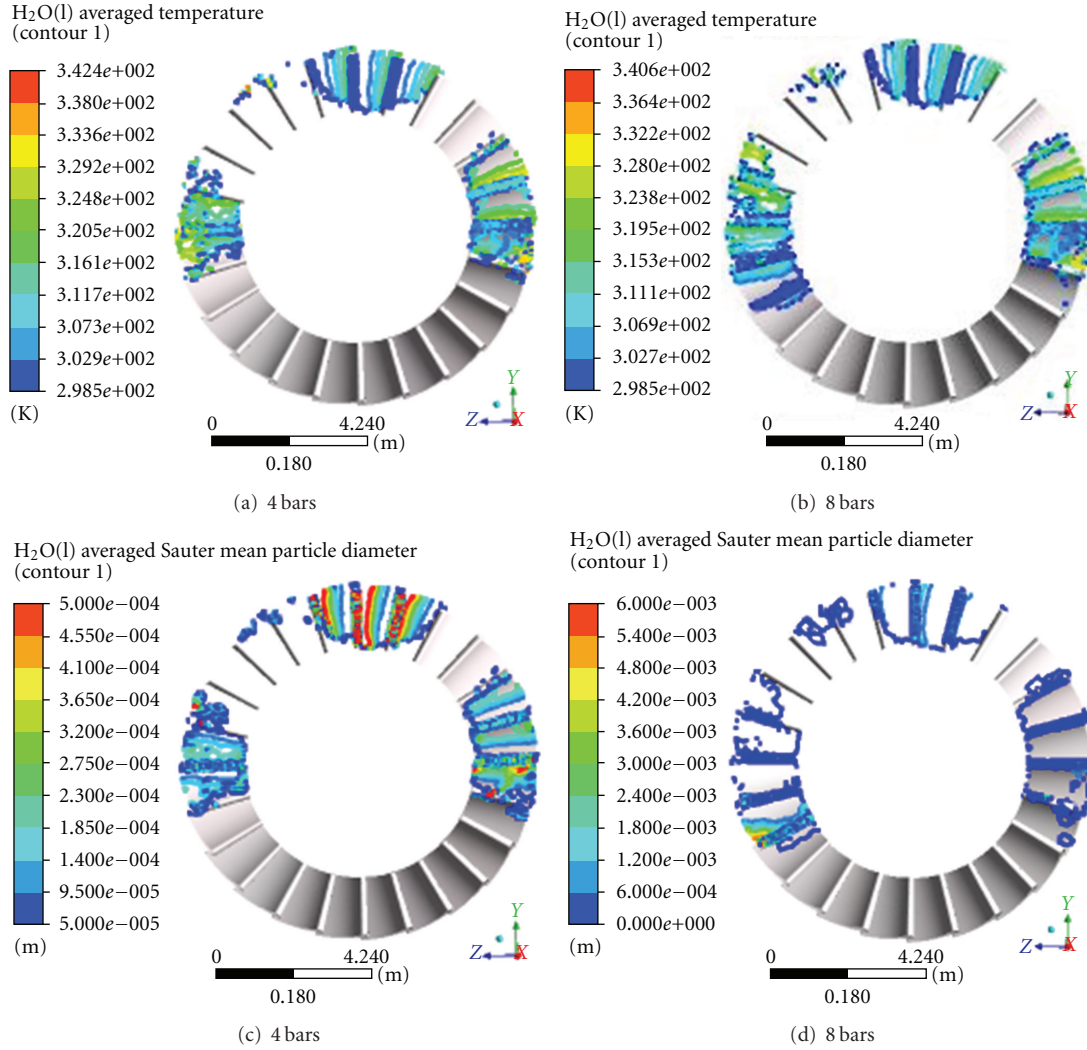 H₂O(l) averaged temperature
(contour 1)
3.424e+002
3.380e+002
3.336e+002
3.292e+002
3.248e+002
3.205e+002
3.161e+002
3.117e+002
3.073e+002
3.029e+002
2.985e+002
(K)
0 4.240
(m)
0.180
Y
Z X
(a) 4 bars
H₂O(l) averaged temperature
(contour 1)
3.406e+002
3.364e+002
3.322e+002
3.280e+002
3.238e+002
3.195e+002
3.153e+002
3.111e+002
3.069e+002
3.027e+002
2.985e+002
(K)
0 4.240
(m)
0.180
Y
Z X
(b) 8 bars
H₂O(l) averaged Sauter mean particle diameter
(contour 1)
5.000e−004
4.550e−004
4.100e−004
3.650e−004
3.200e−004
2.750e−004
2.300e−004
1.850e−004
1.400e−004
9.500e−005
5.000e−005
(m)
0 4.240
(m)
0.180
Y
Z X
(c) 4 bars
H₂O(l) averaged Sauter mean particle diameter
(contour 1)
6.000e−003
5.400e−003
4.800e−003
4.200e−003
3.600e−003
3.000e−003
2.400e−003
1.800e−003
1.200e−003
6.000e−004
0.000e+000
(m)
0 4.240
(m)
0.180
Y
Z X
(d) 8 bars